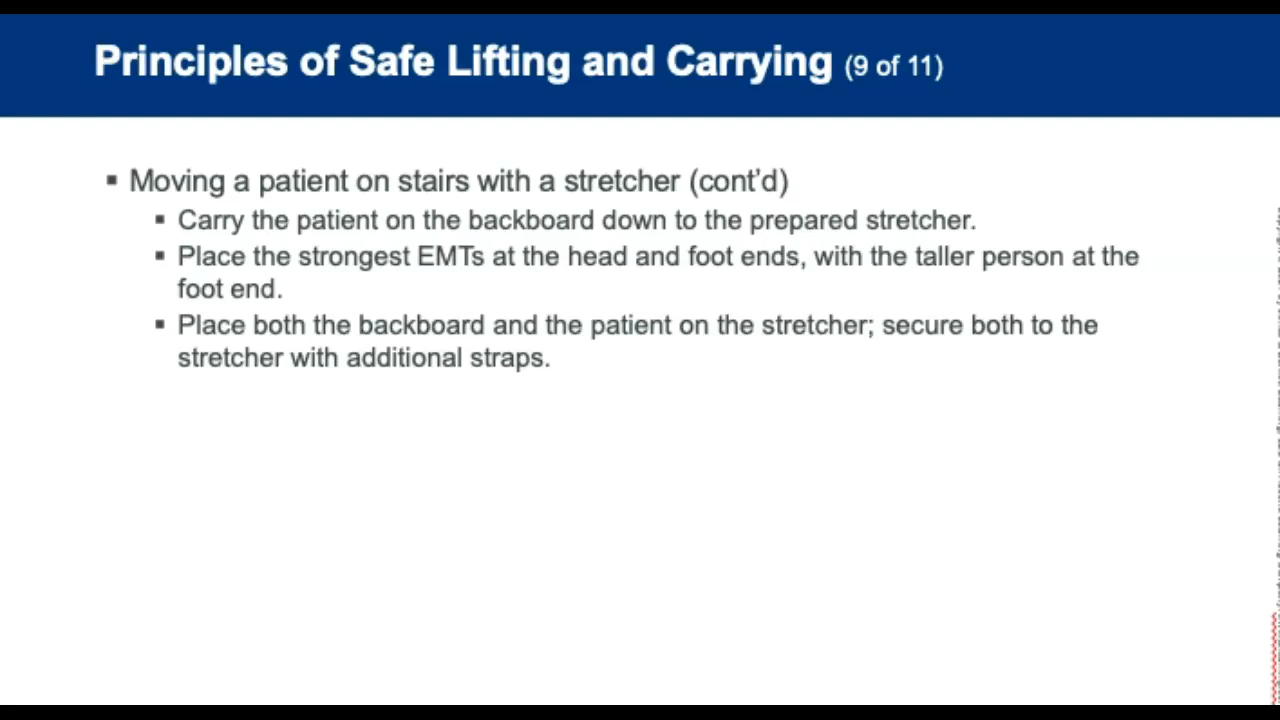 Principles of Safe Lifting and Carrying (9 of 11)
▪ Moving a patient on stairs with a stretcher (cont’d)
▪ Carry the patient on the backboard down to the prepared stretcher.
▪ Place the strongest EMTs at the head and foot ends, with the taller person at the
foot end.
▪ Place both the backboard and the patient on the stretcher; secure both to the
stretcher with additional straps.